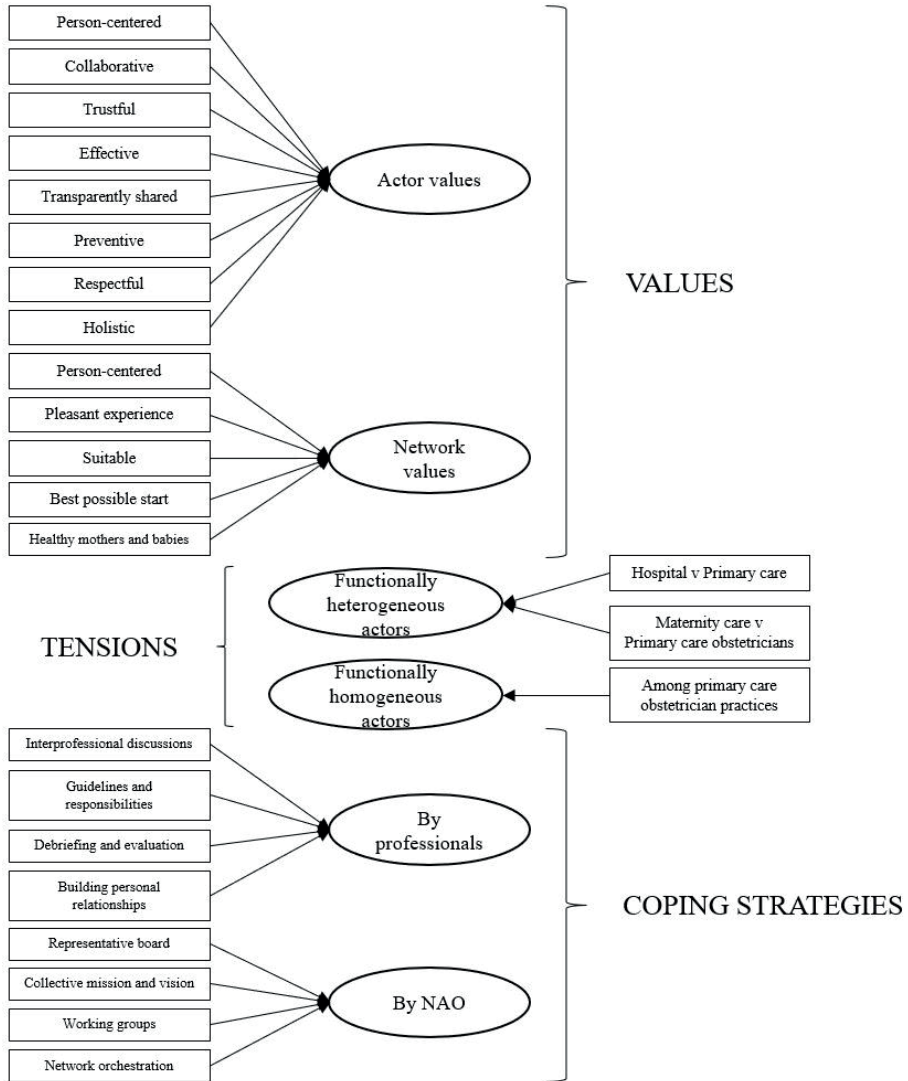 Person-centered
Collaborative
Trustful
Effective
Transparently shared
Preventive
Respectful
Holistic
Actor values
Person-centered
Pleasant experience
Suitable
Best possible start
Healthy mothers and babies
Network
values
VALUES
TENSIONS
Functionally
heterogeneous
actors
Hospital v Primary care
Maternity care v
Primary care obstetricians
Functionally
homogeneous
actors
Among primary care
obstetrician practices
Interprofessional discussions
Guidelines and
responsibilities
Debriefing and evaluation
Building personal
relationships
By
professionals
Representative board
Collective mission and vision
Working groups
Network orchestration
By NAO
COPING STRATEGIES